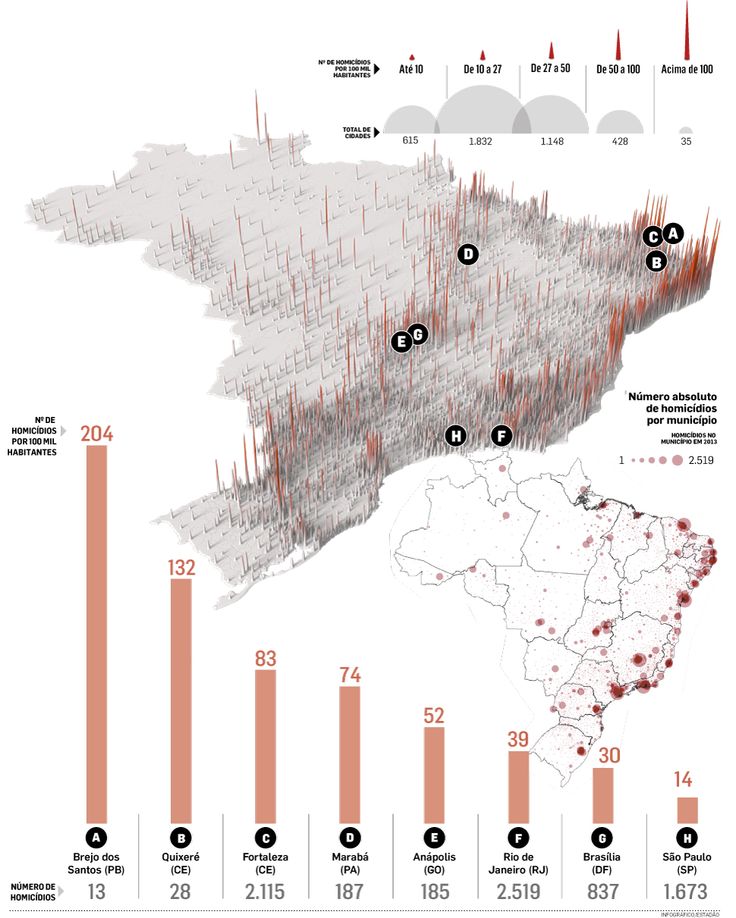 Nº DE HOMICÍDIOS
POR 100 MIL
HABITANTES
Até 10
De 10 a 27
De 27 a 50
De 50 a 100
Acima de 100
TOTAL DE
CIDADES
615
1.832
1.148
428
35
C
A
B
D
E
G
H
F
Número absoluto
de homicídios
por município
HOMICÍDIOS NO
MUNICÍPIO EM 2013
1
2.519
Nº DE
HOMICÍDIOS
POR 100 MIL
HABITANTES
204
132
83
74
52
39
30
14
A
B
C
D
E
F
G
H
Brejo dos
Santos (PB)
Quixeré
(CE)
Fortaleza
(CE)
Marabá
(PA)
Anápolis
(GO)
Rio de
Janeiro (RJ)
Brasília
(DF)
São Paulo
(SP)
NÚMERO DE
HOMICÍDIOS
13
28
2.115
187
185
2.519
837
1.673
INFOGRÁFICO/ESTADÃO